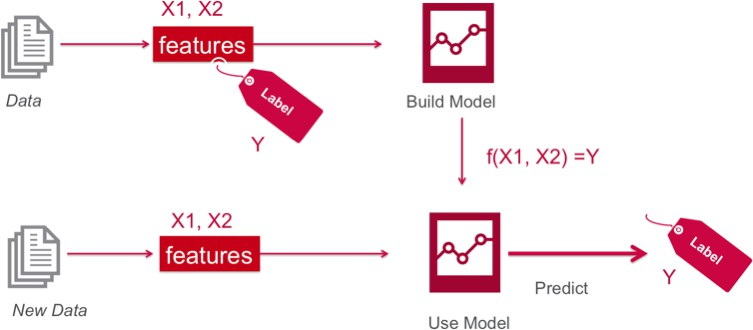 X1, X2
features
Label
Data
Build Model
Y
f(X1, X2) =Y
X1, X2
features
Label
Y
Predict
New Data
Use Model